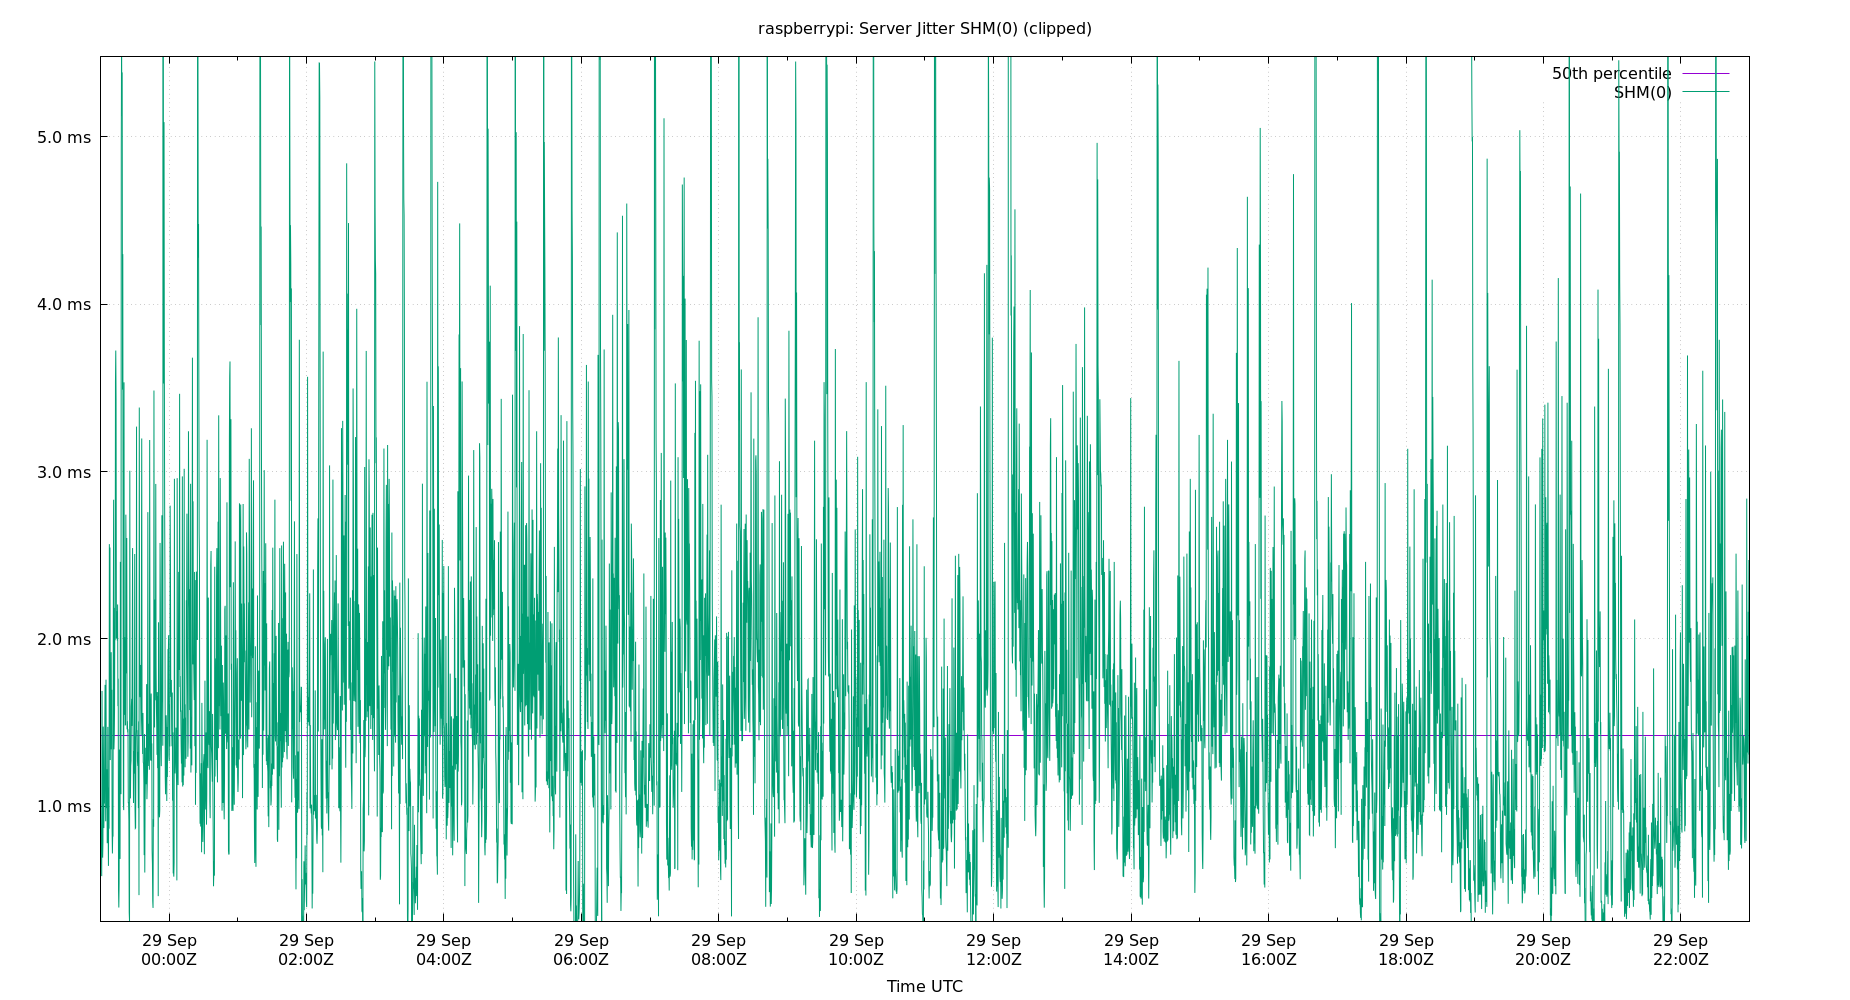 raspberrypi: Server Jitter SHM(0) (clipped)
50th percentile
SHM(0)
5.0 ms
4.0 ms
3.0 ms
2.0 ms
1.0 ms
29 Sep 29 Sep 29 Sep 29 Sep 29 Sep 29 Sep 29 Sep 29 Sep 29 Sep 29 Sep 29 Sep 29 Sep
00:00Z 02:00Z 04:00Z 06:00Z 08:00Z 10:00Z 12:00Z 14:00Z 16:00Z 18:00Z 20:00Z 22:00Z
Time UTC